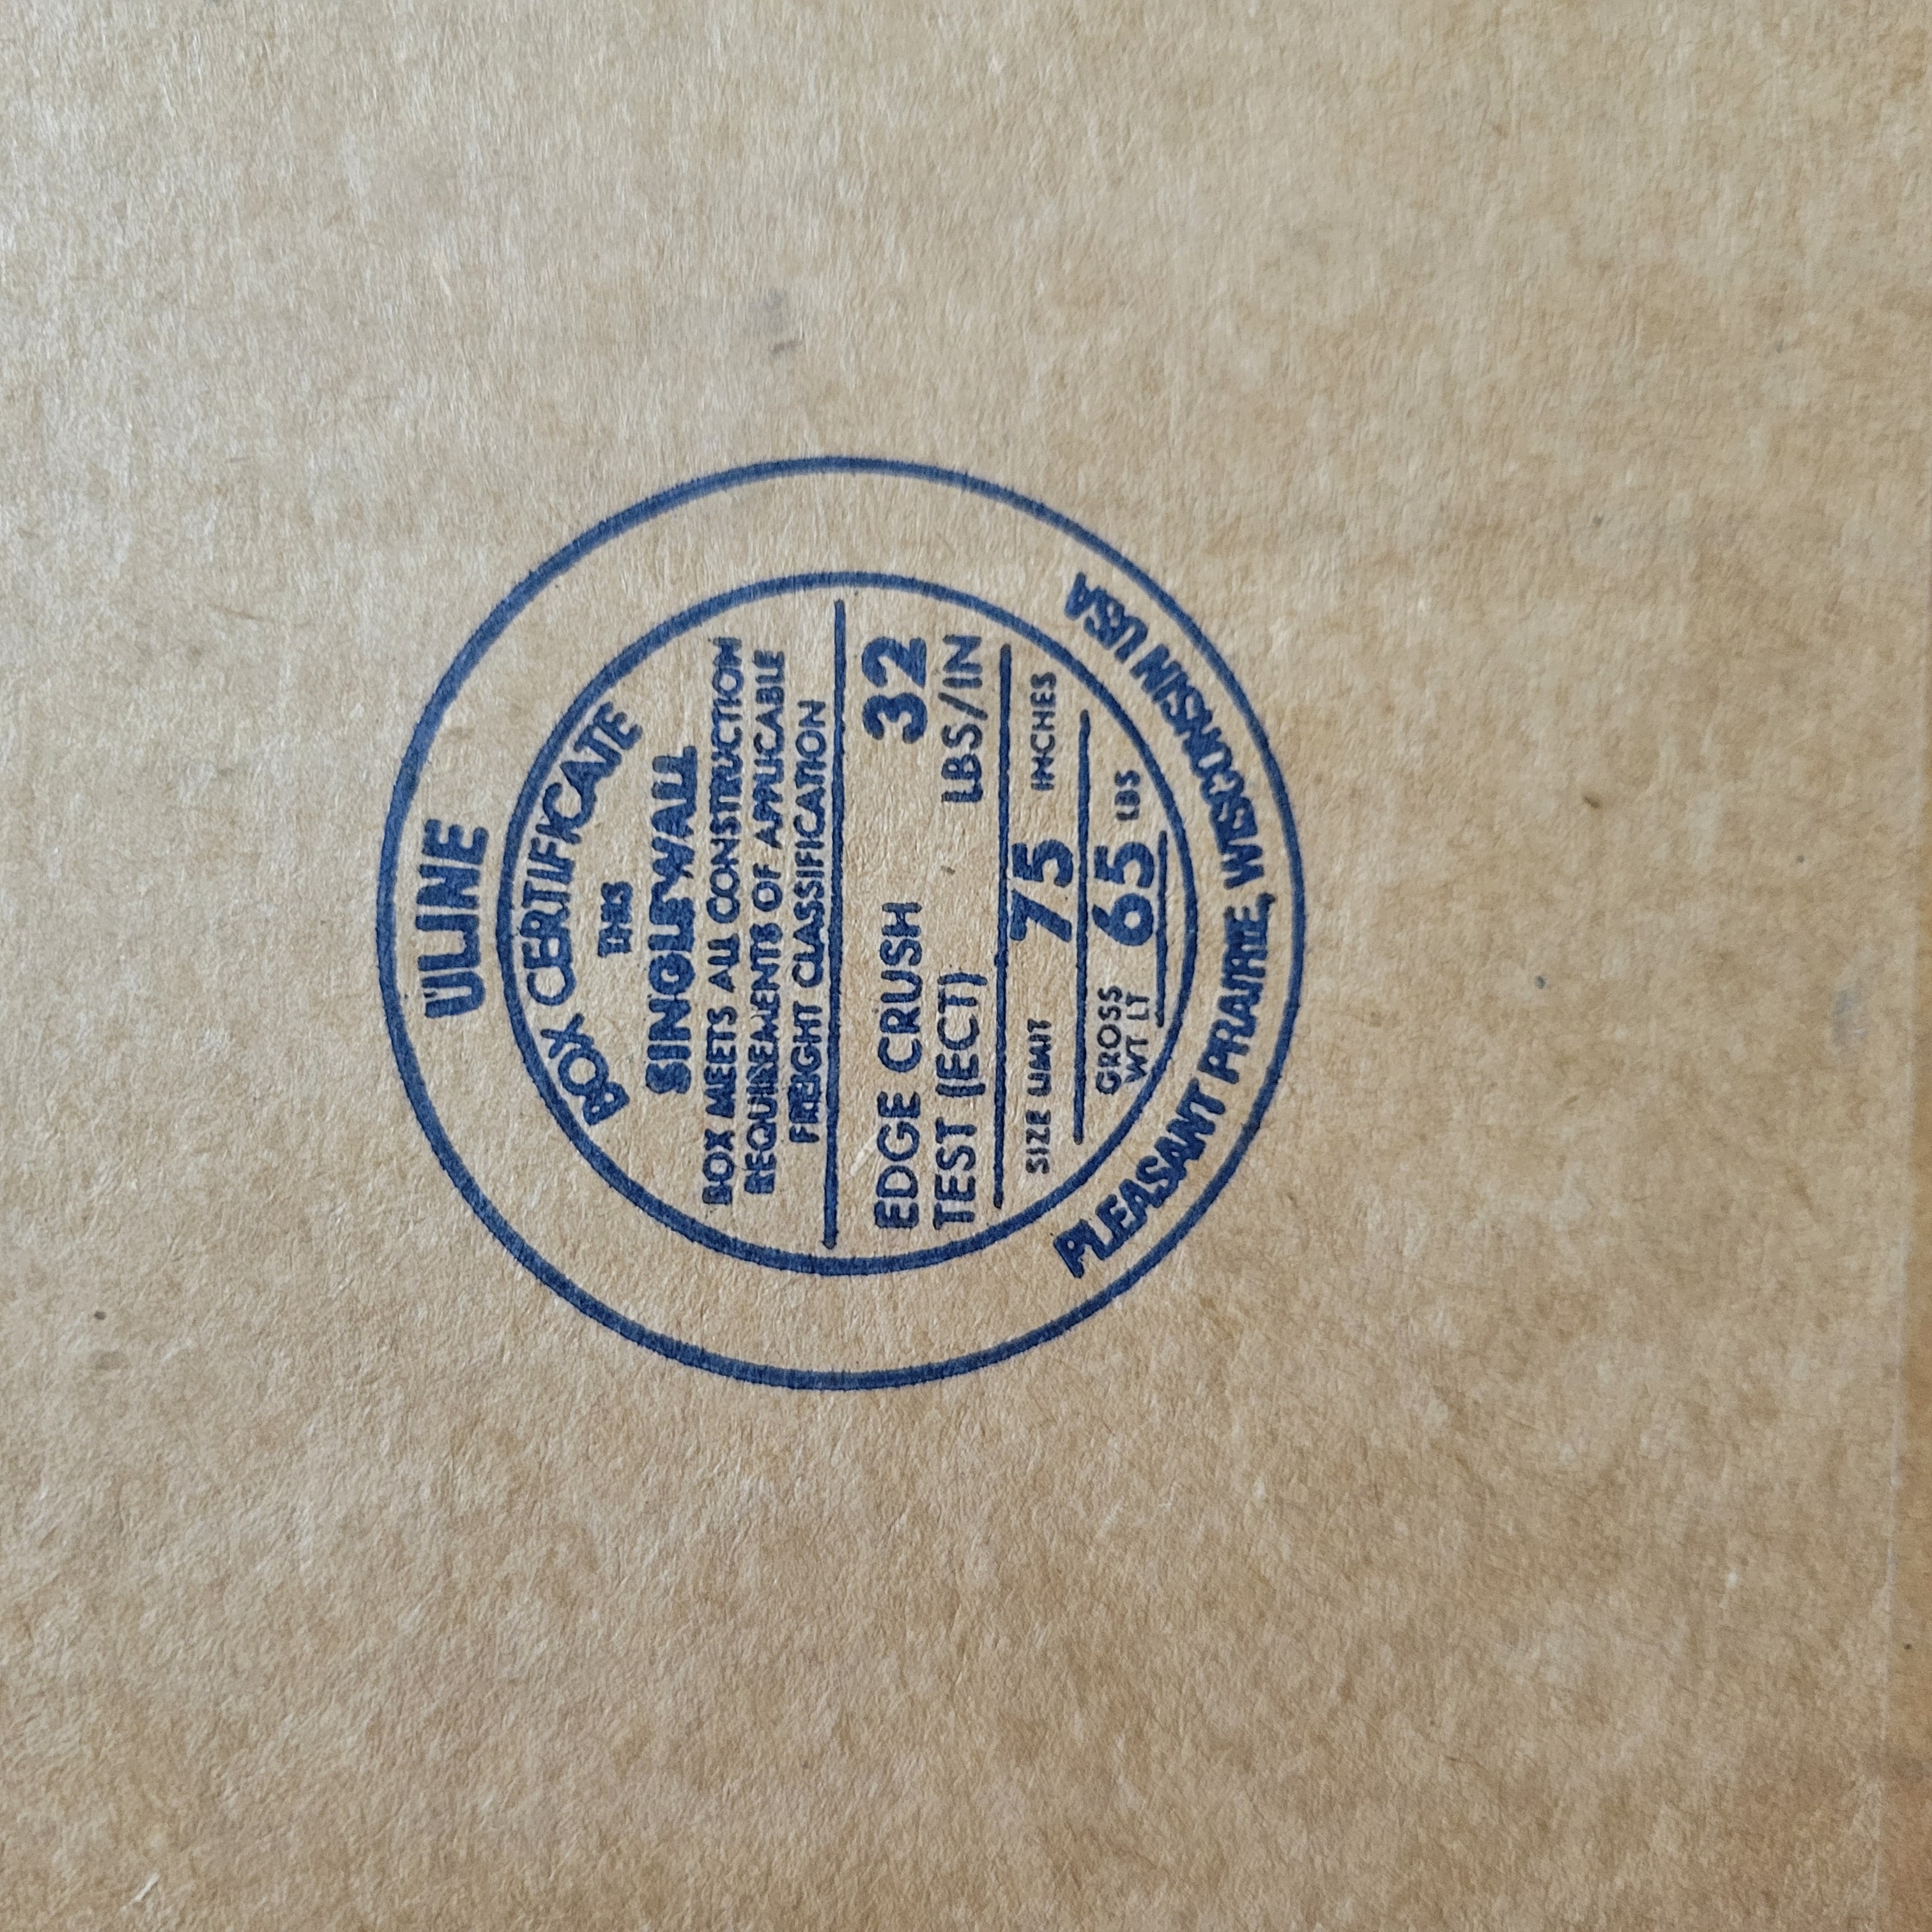 ULINE
BOX CERTIFICATE
THIS
SINGLEWALL
BOX MEETS ALL CONSTRUCTION
REQUIREMENTS OF APPLICABLE
FREIGHT CLASSIFICATION
EDGE CRUSH 32
TEST (ECT) LBS/IN
SIZE LIMIT 75 INCHES
GROSS
WT LT 65 LBS
PLEASANT PRAIRIE, WISCONSIN USA